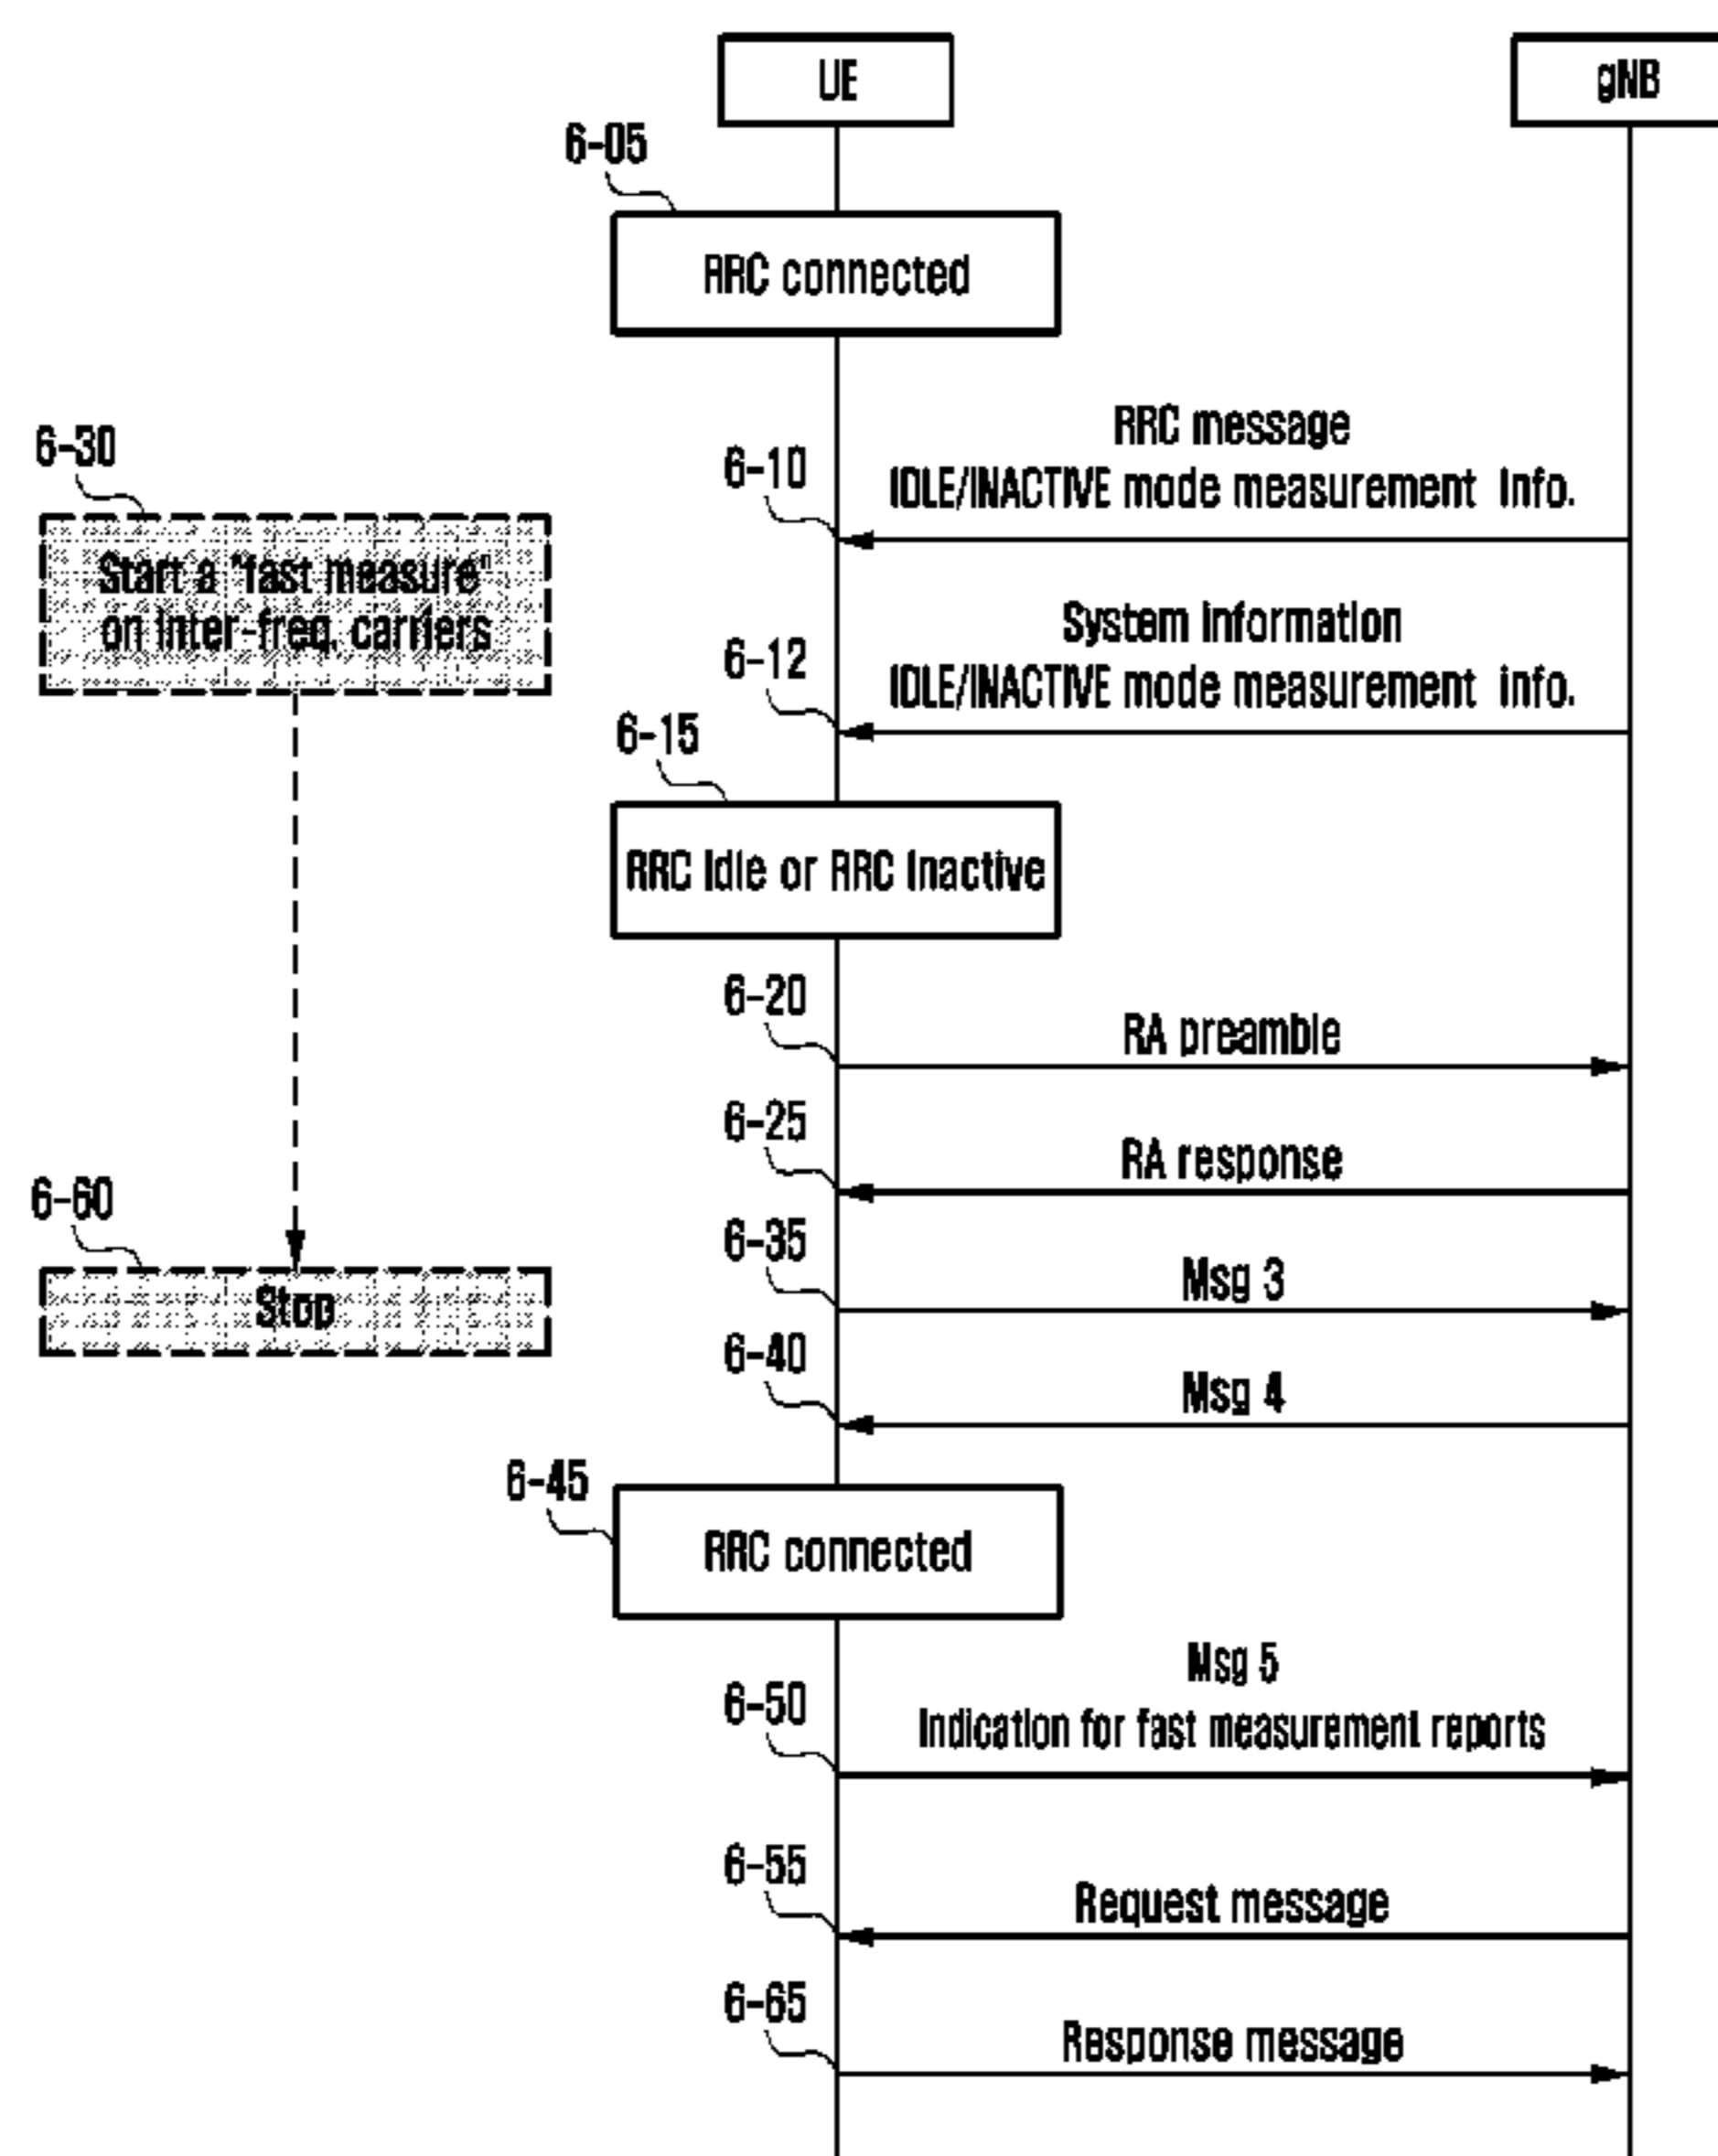 UE
gNB
6-05
RRC connected
6-30
Start a "fast measure"
on inter-freq. carriers
6-10
RRC message
IDLE/INACTIVE mode measurement info.
6-12
System information
IDLE/INACTIVE mode measurement info.
6-15
RRC Idle or RRC Inactive
6-20
RA preamble
6-25
RA response
6-60
Stop
6-35
Msg 3
6-40
Msg 4
6-45
RRC connected
6-50
Msg 5
Indication for fast measurement reports
6-55
Request message
6-65
Response message